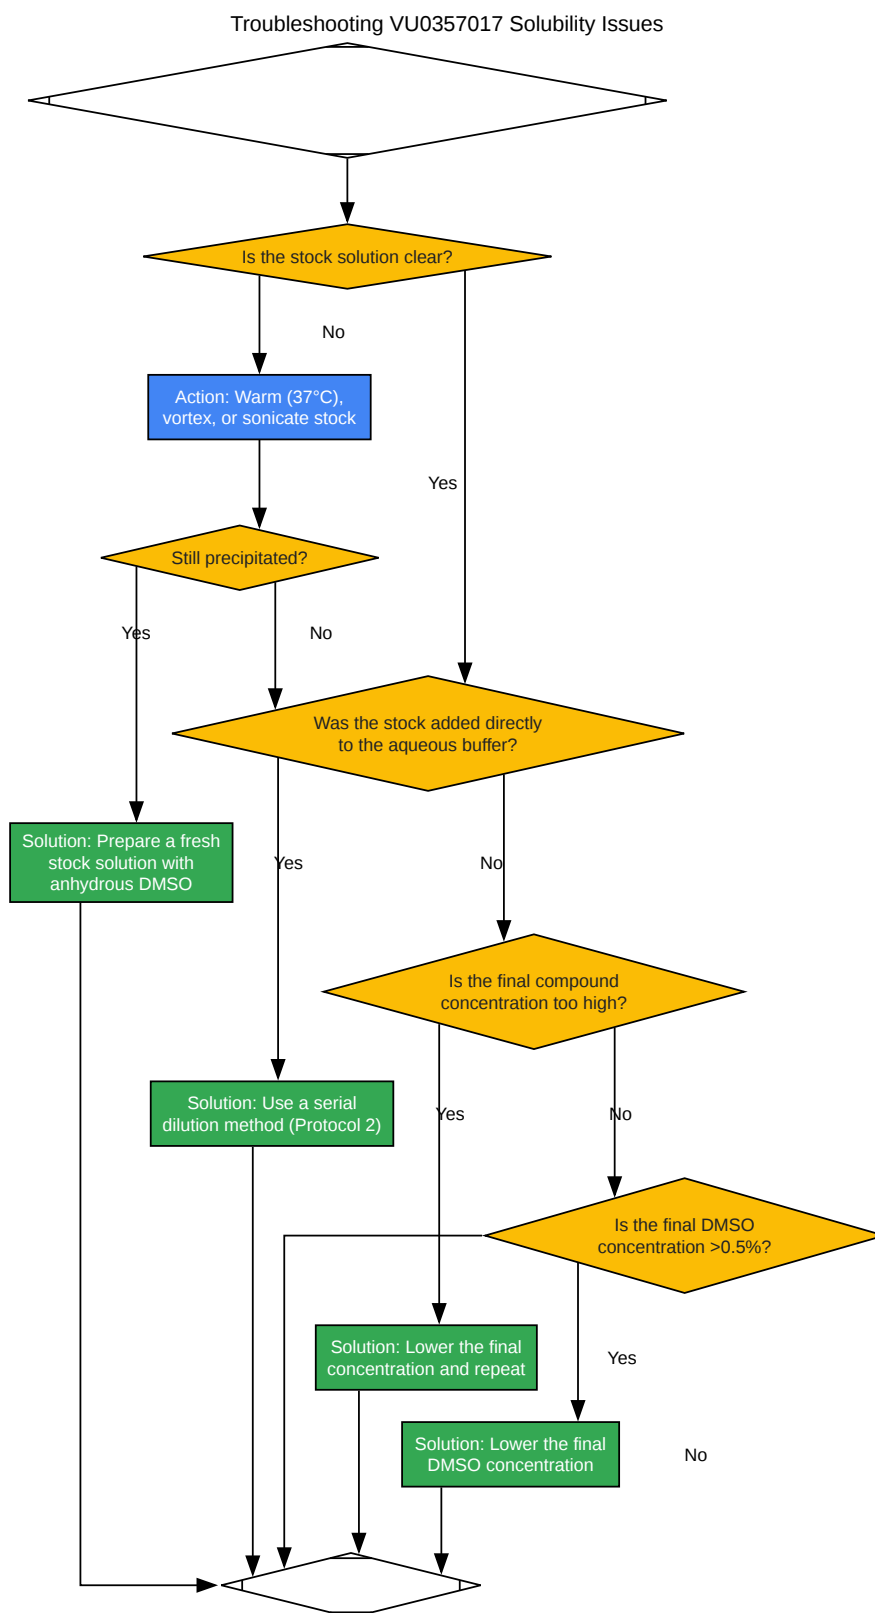 Troubleshooting VU0357017 Solubility Issues
Is the stock solution clear?
No
Action: Warm (37°C),
vortex, or sonicate stock
Yes
Still precipitated?
Yes
No
Was the stock added directly
to the aqueous buffer?
Solution: Prepare a fresh
stock solution with
anhydrous DMSO
Yes
No
Is the final compound
concentration too high?
Solution: Use a serial
dilution method (Protocol 2)
Yes
No
Is the final DMSO
concentration >0.5%?
Solution: Lower the final
concentration and repeat
Yes
Solution: Lower the final
DMSO concentration
No